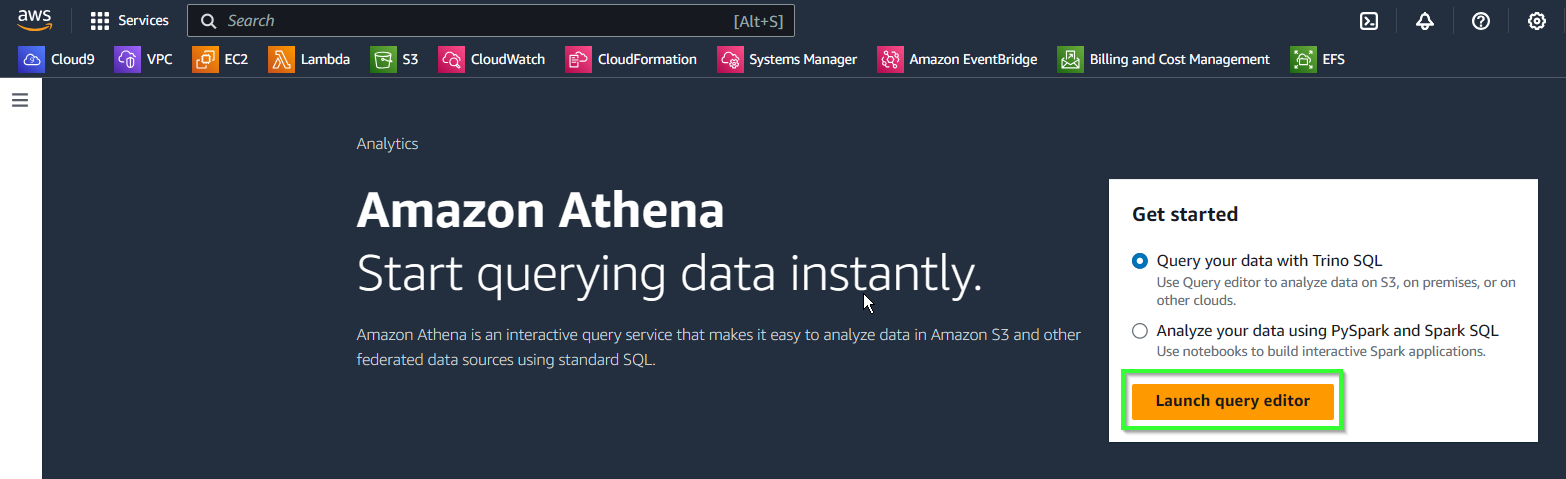 aws
Services
Search
[Alt+S]
Cloud9
VPC
EC2
Lambda
S3
CloudWatch
CloudFormation
Systems Manager
Amazon EventBridge
Billing and Cost Management
EFS
Analytics
Amazon Athena
Start querying data instantly.
Amazon Athena is an interactive query service that makes it easy to analyze data in Amazon S3 and other
federated data sources using standard SQL.
Get started
Query your data with Trino SQL
Use Query editor to analyze data on S3, on premises, or on
other clouds.
Analyze your data using PySpark and Spark SQL
Use notebooks to build interactive Spark applications.
Launch query editor